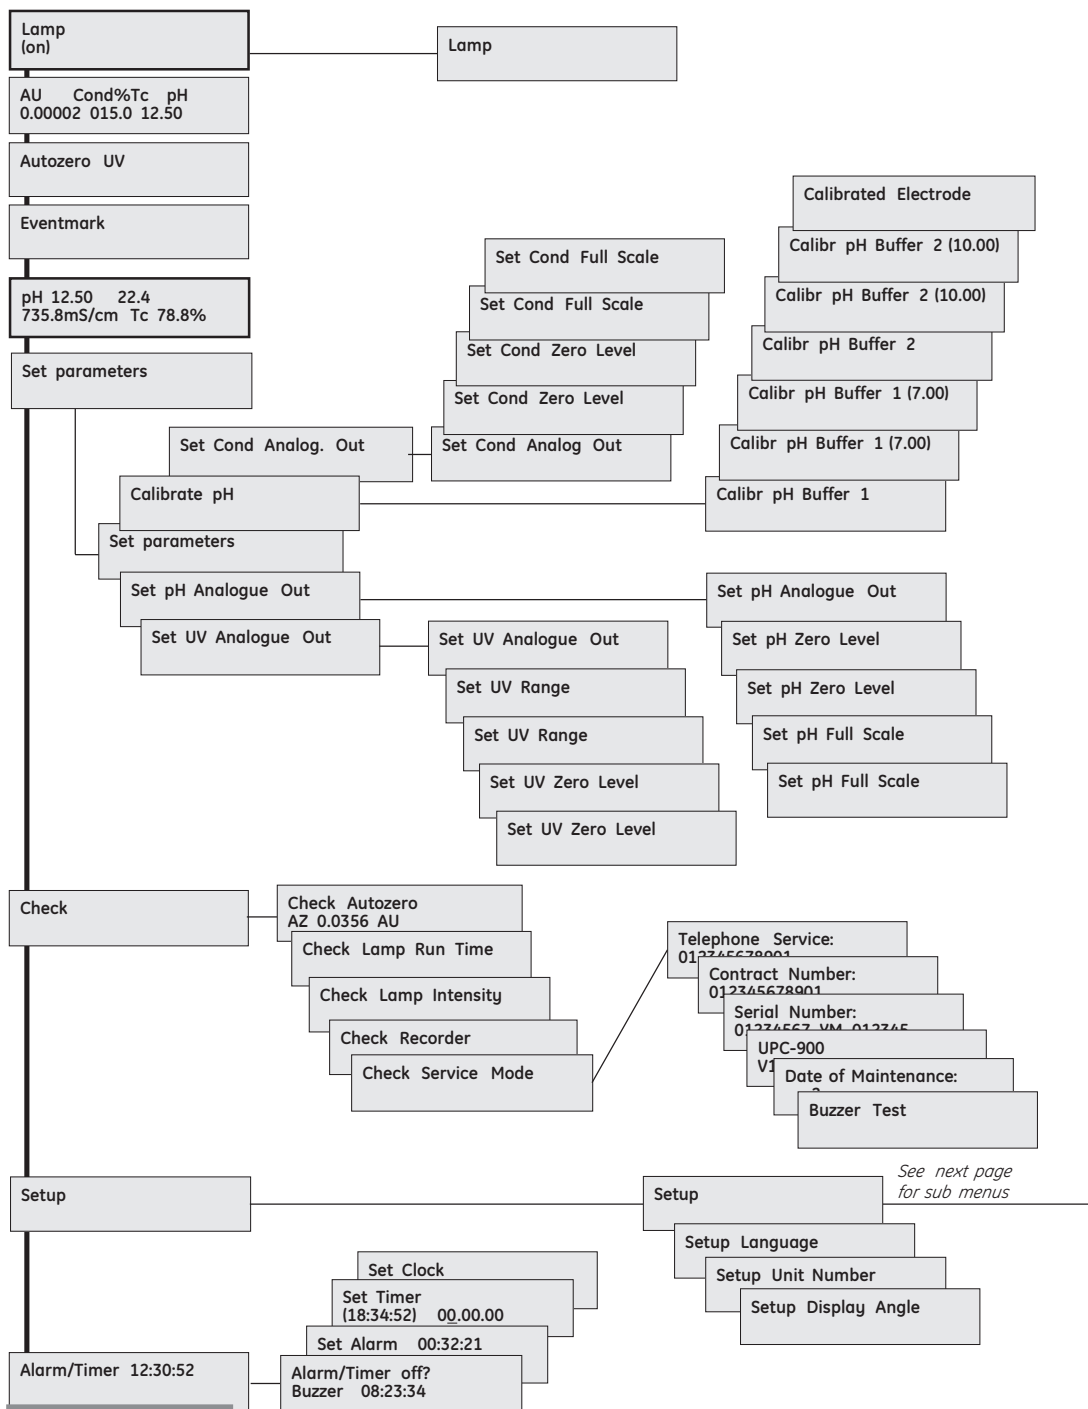 Lamp
(on)
Lamp
AU Cond%Tc pH
0.00002 015.0 12.50
Autozero UV
Eventmark
pH 12.50 22.4
735.8mS/cm Tc 78.8%
Set parameters
Calibrated Electrode
Calibr pH Buffer 2 (10.00)
Calibr pH Buffer 2 (10.00)
Calibr pH Buffer 2
Calibr pH Buffer 1 (7.00)
Calibr pH Buffer 1 (7.00)
Calibr pH Buffer 1
Set Cond Full Scale
Set Cond Full Scale
Set Cond Zero Level
Set Cond Zero Level
Set Cond Analog Out
Set Cond Analog. Out
Calibrate pH
Set parameters
Set pH Analogue Out
Set UV Analogue Out
Set UV Analogue Out
Set UV Range
Set UV Range
Set UV Zero Level
Set UV Zero Level
Set pH Analogue Out
Set pH Zero Level
Set pH Zero Level
Set pH Full Scale
Set pH Full Scale
Check
Check Autozero
AZ 0.0356 AU
Check Lamp Run Time
Check Lamp Intensity
Check Recorder
Check Service Mode
Telephone Service:
012345678901
Contract Number:
012345678901
Serial Number:
01234567 YM 012345
UPC-900
V1
Date of Maintenance:
Buzzer Test
Setup
Setup
See next page
for sub menus
Setup Language
Setup Unit Number
Setup Display Angle
Set Clock
Set Timer
(18:34:52) 00.00.00
Set Alarm 00:32:21
Alarm/Timer 12:30:52
Alarm/Timer off?
Buzzer 08:23:34